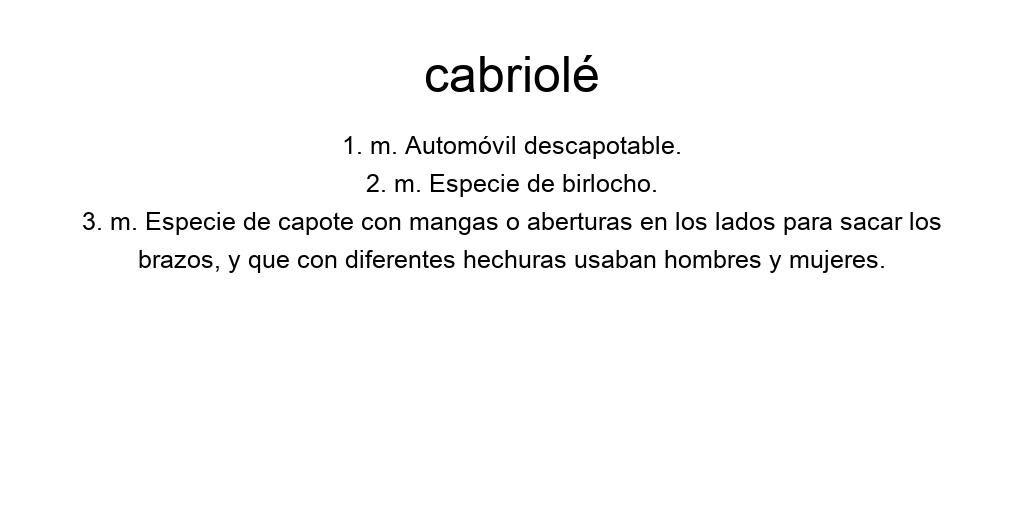 cabriolé
1. m. Automóvil descapotable.
2. m. Especie de birlocho.
3. m. Especie de capote con mangas o aberturas en los lados para sacar los
brazos, y que con diferentes hechuras usaban hombres y mujeres.